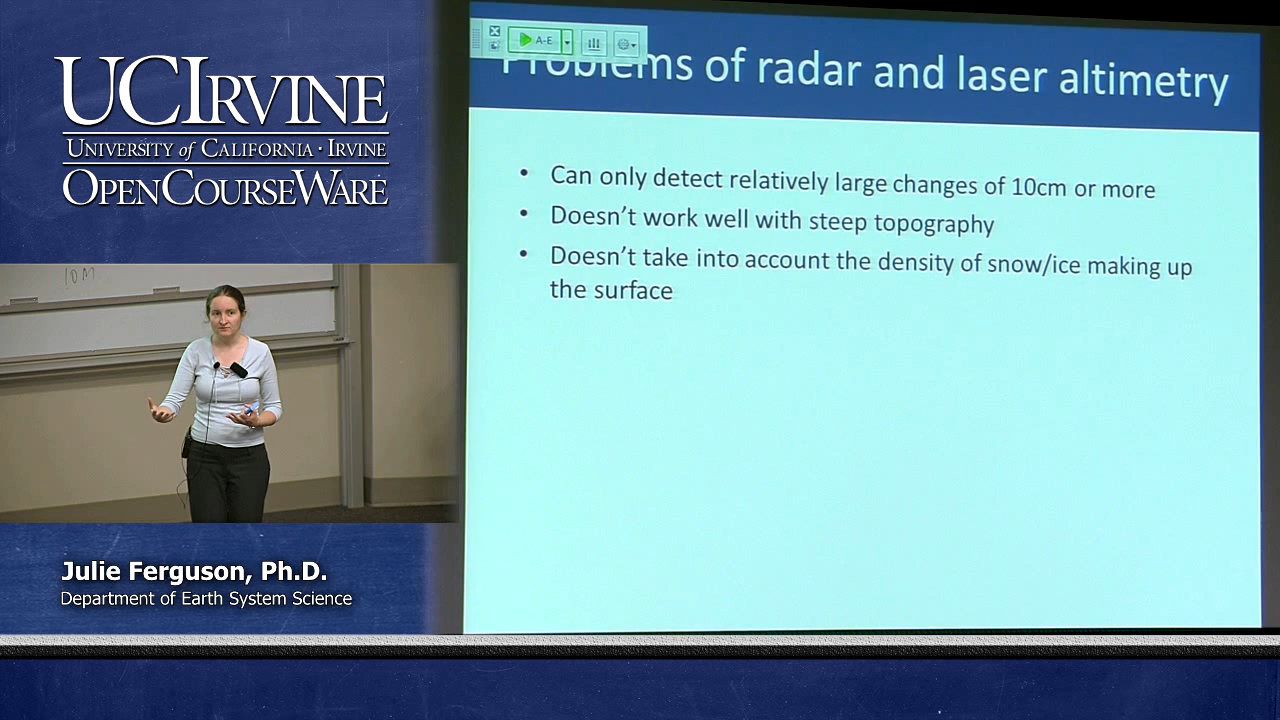 UCIRVINE
UNIVERSITY of CALIFORNIA · IRVINE
OPENCOURSEWARE
10M
Julie Ferguson, Ph.D.
Department of Earth System Science
A-E
Problems of radar and laser altimetry
• Can only detect relatively large changes of 10cm or more
• Doesn't work well with steep topography
• Doesn't take into account the density of snow/ice making up
the surface